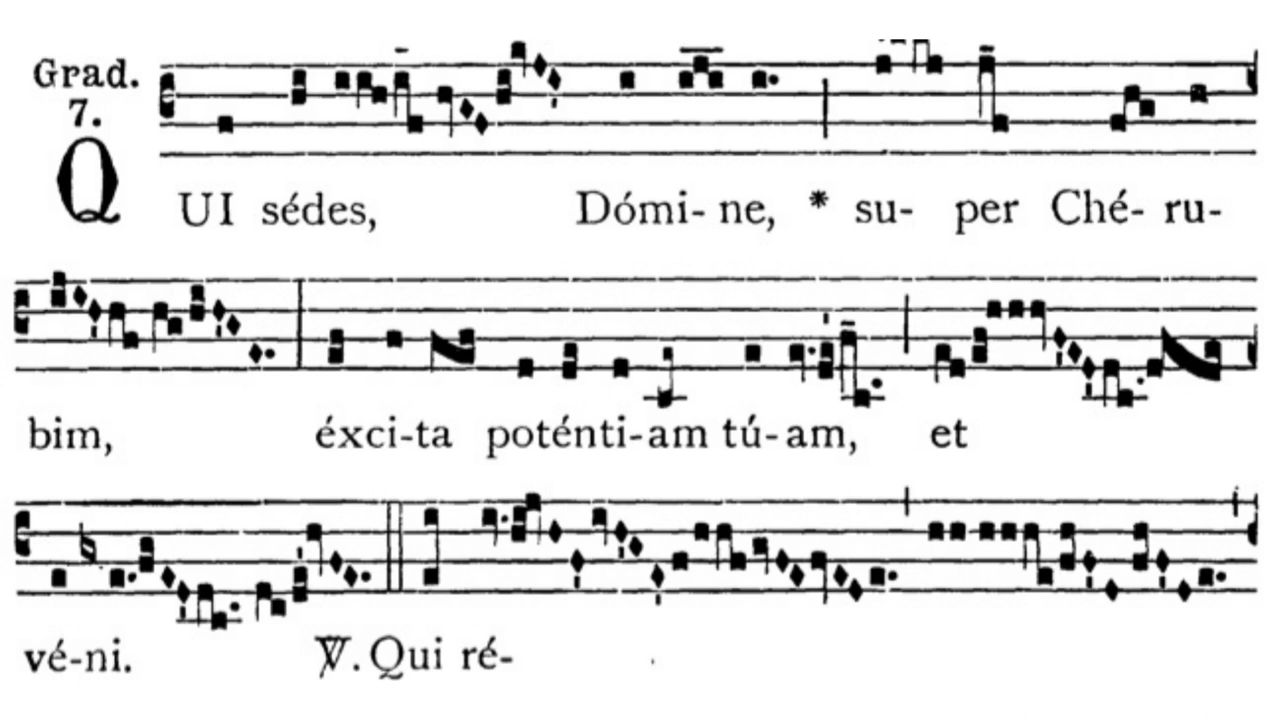 Grad.
7.
QUI sédes, Dómi- ne, * su- per Ché- ru-
bim, éxci-ta poténti-am tú-am, et
vé-ni. ℣. Qui ré-